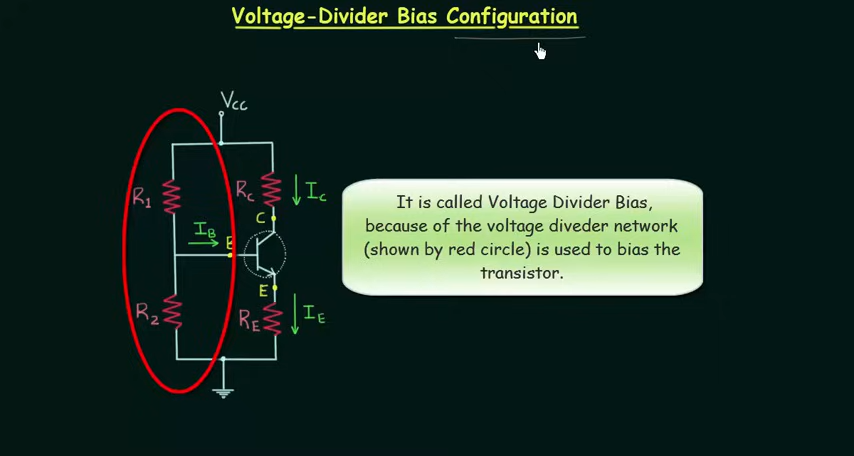 Voltage-Divider Bias Configuration
VCC
R1
RC
IC
C
IB
B
E
R2
RE
IE
It is called Voltage Divider Bias,
because of the voltage diveder network
(shown by red circle) is used to bias the
transistor.